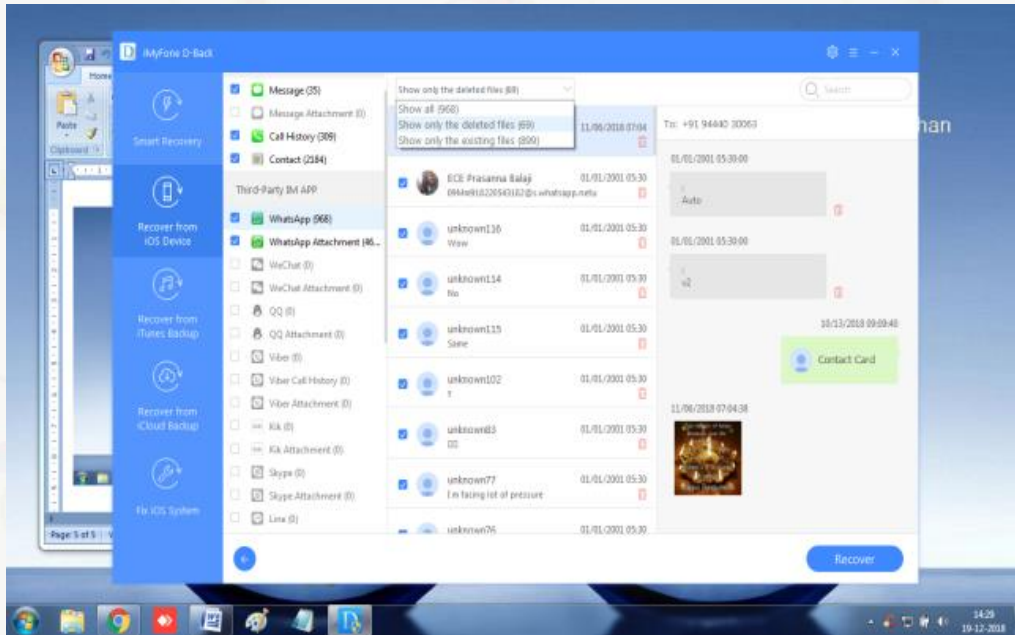 iMyFone D-Back
Home
Paste
Clipboard
Page: 5 of 5
han
Smart Recovery
Recover from
iOS Device
Recover from
iTunes Backup
Recover from
iCloud Backup
Fix iOS System
Message (35)
Message Attachment (0)
Call History (309)
Contact (2184)
Third-Party IM APP
WhatsApp (968)
WhatsApp Attachment (46...
WeChat (0)
WeChat Attachment (0)
QQ (0)
QQ Attachment (0)
Viber (0)
Viber Call History (0)
Viber Attachment (0)
Kik (0)
Kik Attachment (0)
Skype (0)
Skype Attachment (0)
Line (0)
Show only the deleted files (69)
Show all (968)
Show only the deleted files (69)
Show only the existing files (899)
11/06/2018 07:04
ECE Prasanna Balaji
01/01/2001 05:30
unknown116
01/01/2001 05:30
Wow
unknown114
01/01/2001 05:30
No
unknown115
01/01/2001 05:30
Same
unknown102
01/01/2001 05:30
unknown83
01/01/2001 05:30
unknown77
01/01/2001 05:30
I m facing lot of pressure
unknown76
01/01/2001 05:30
Search
To: +91 94440 30063
01/01/2001 05:30:00
Auto
01/01/2001 05:30:00
v2
10/13/2018 09:09:40
Contact Card
11/06/2018 07:04:38
Recover
14:29
19-12-2018